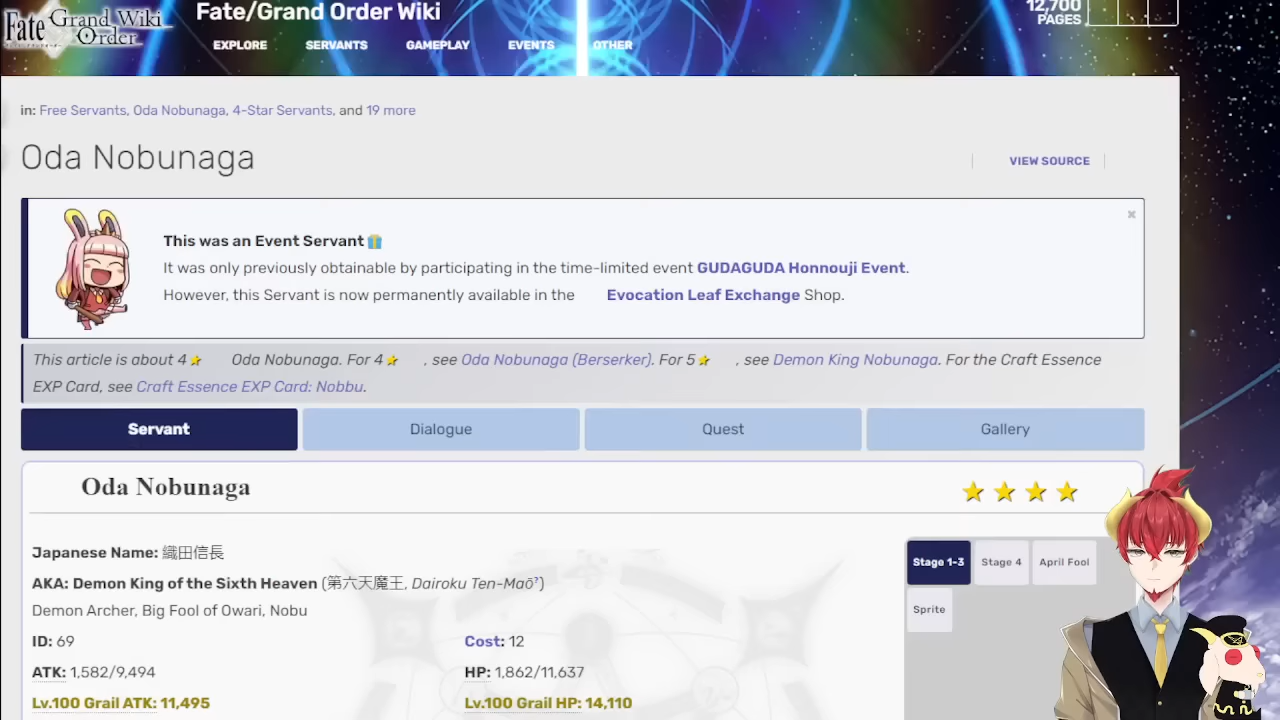 Fate Grand Wiki
Order
Fate/Grand Order Wiki
12,700
PAGES
EXPLORE SERVANTS GAMEPLAY EVENTS OTHER
in: Free Servants, Oda Nobunaga, 4-Star Servants, and 19 more
Oda Nobunaga
VIEW SOURCE
This was an Event Servant
It was only previously obtainable by participating in the time-limited event GUDAGUDA Honnouji Event.
However, this Servant is now permanently available in the Evocation Leaf Exchange Shop.
This article is about 4★ Oda Nobunaga. For 4★ , see Oda Nobunaga (Berserker). For 5★ , see Demon King Nobunaga. For the Craft Essence
EXP Card, see Craft Essence EXP Card: Nobbu.
Servant Dialogue Quest Gallery
Oda Nobunaga
Japanese Name: 織田信長
AKA: Demon King of the Sixth Heaven (第六天魔王, Dairoku Ten-Maō?)
Demon Archer, Big Fool of Owari, Nobu
ID: 69 Cost: 12
ATK: 1,582/9,494 HP: 1,862/11,637
Lv.100 Grail ATK: 11,495 Lv.100 Grail HP: 14,110
Stage 1-3 Stage 4 April Fool
Sprite